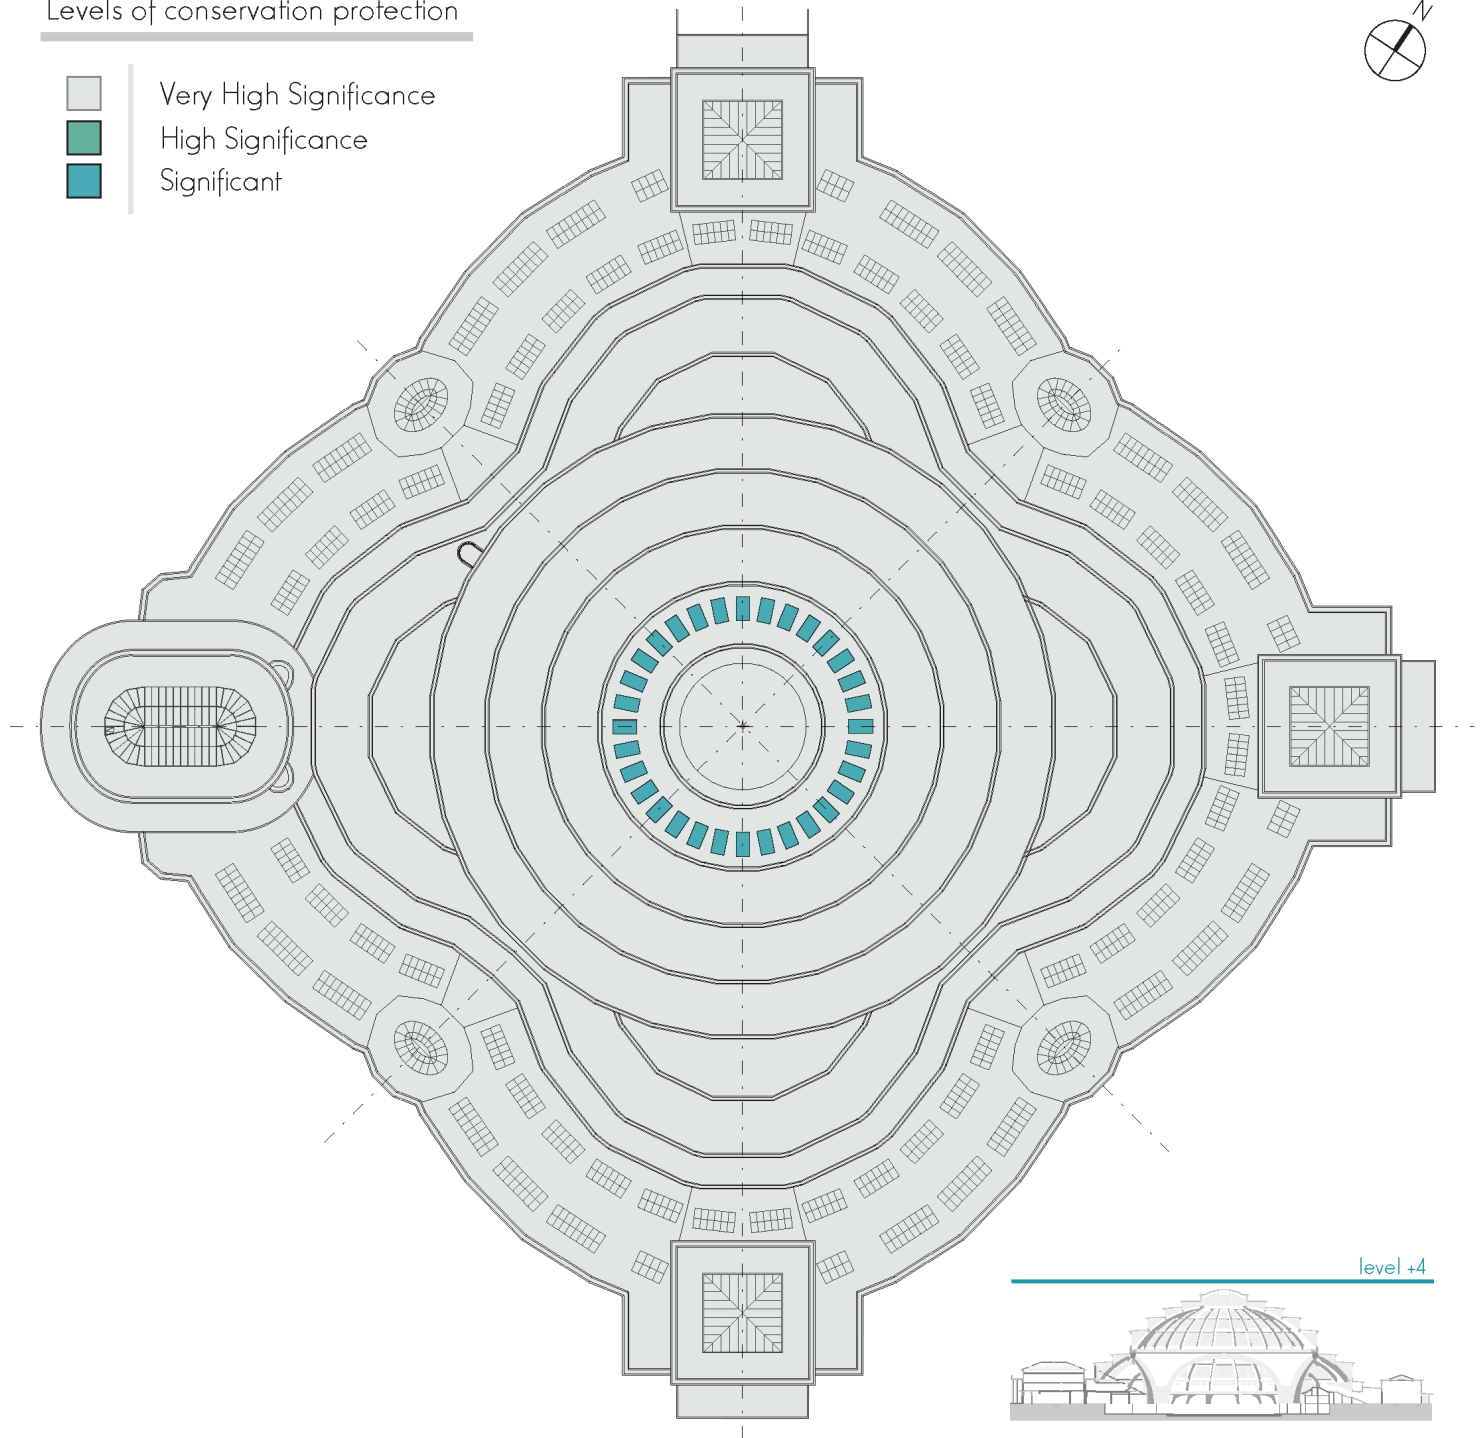 Levels of conservation protection
N
Very High Significance
High Significance
Significant
level +4